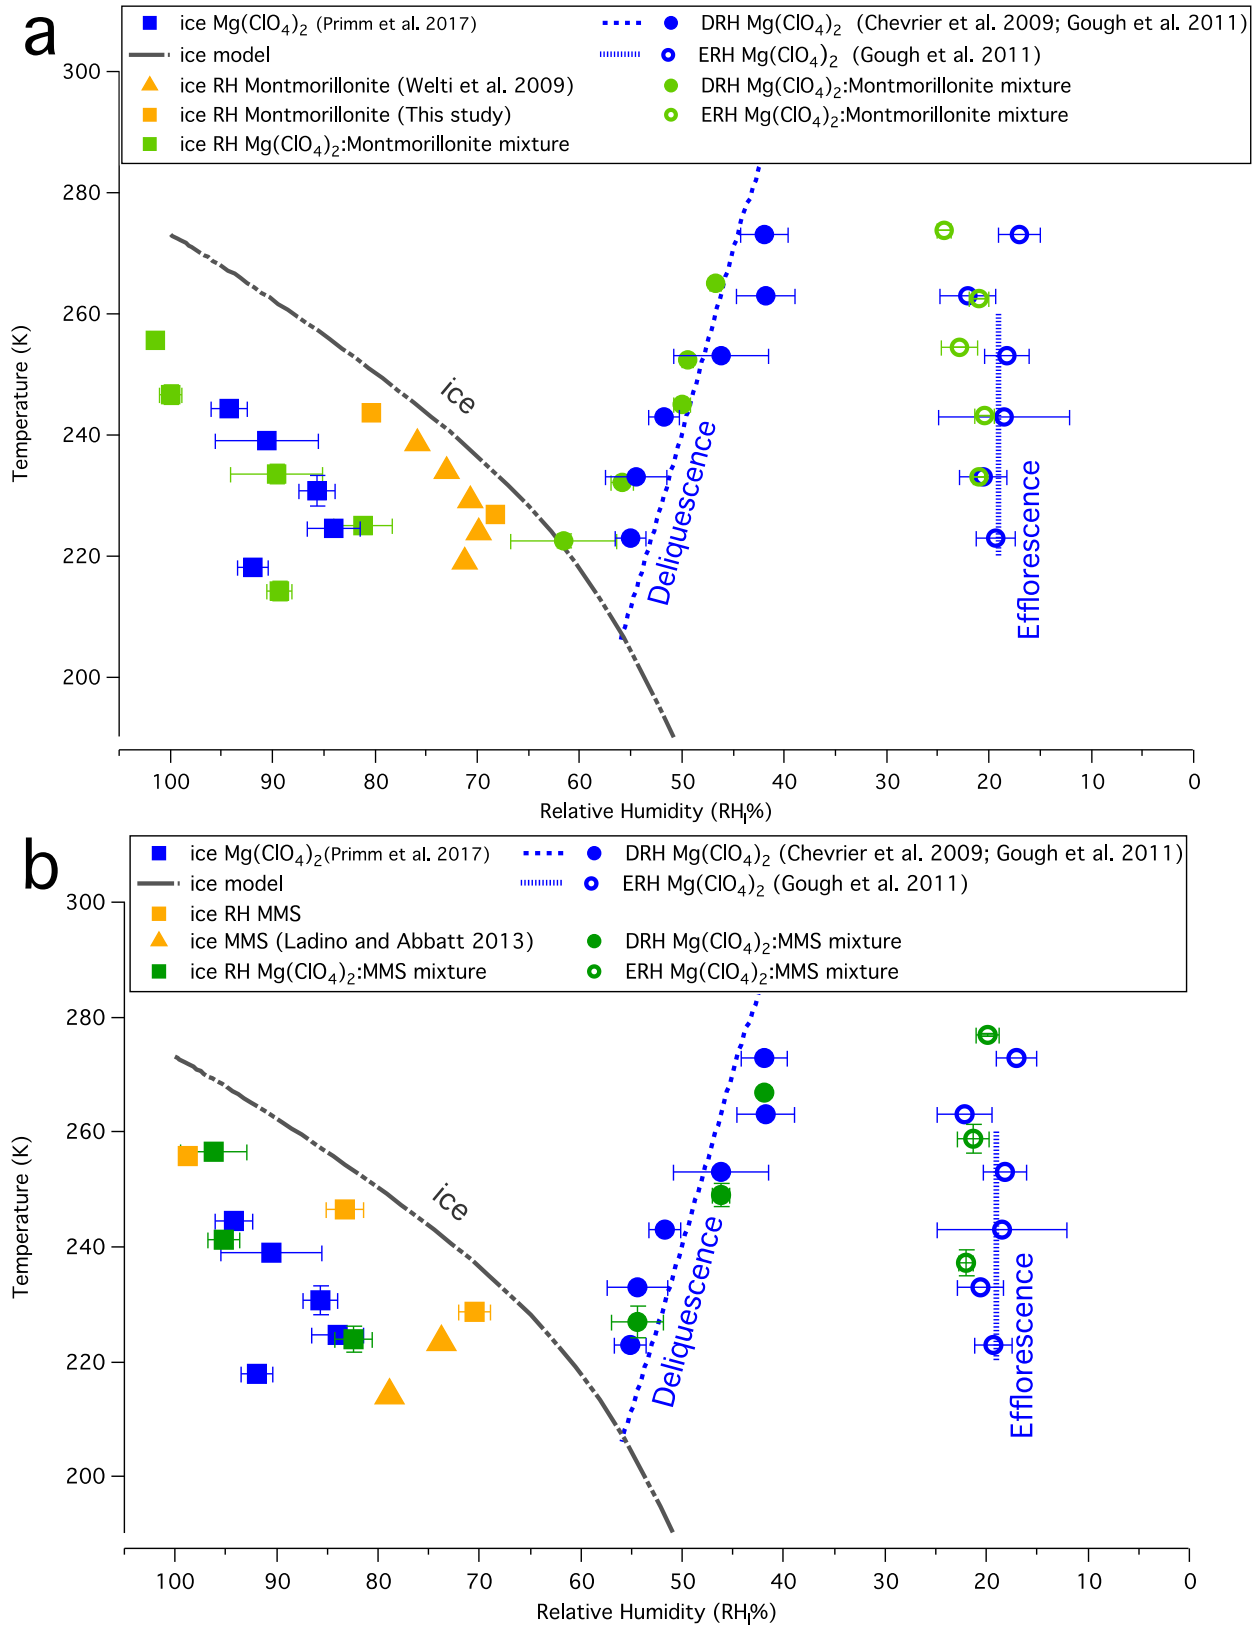 a
ice Mg(ClO4)2 (Primm et al. 2017)
ice model
ice RH Montmorillonite (Welti et al. 2009)
ice RH Montmorillonite (This study)
ice RH Mg(ClO4)2:Montmorillonite mixture
DRH Mg(ClO4)2 (Chevrier et al. 2009; Gough et al. 2011)
ERH Mg(ClO4)2 (Gough et al. 2011)
DRH Mg(ClO4)2:Montmorillonite mixture
ERH Mg(ClO4)2:Montmorillonite mixture
300
280
260
240
220
200
Temperature (K)
ice
Deliquescence
Efflorescence
100 90 80 70 60 50 40 30 20 10 0
Relative Humidity (RHl%)
b
ice Mg(ClO4)2(Primm et al. 2017)
ice model
ice RH MMS
ice MMS (Ladino and Abbatt 2013)
ice RH Mg(ClO4)2:MMS mixture
DRH Mg(ClO4)2 (Chevrier et al. 2009; Gough et al. 2011)
ERH Mg(ClO4)2 (Gough et al. 2011)
DRH Mg(ClO4)2:MMS mixture
ERH Mg(ClO4)2:MMS mixture
300
280
260
240
220
200
Temperature (K)
ice
Deliquescence
Efflorescence
100 90 80 70 60 50 40 30 20 10 0
Relative Humidity (RHl%)